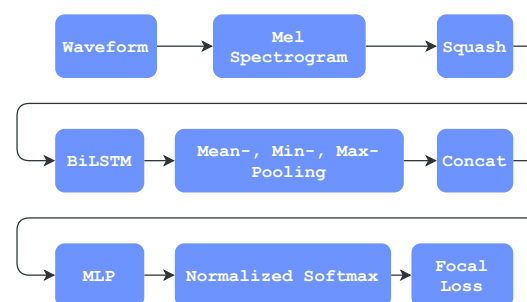 Waveform
Mel
Spectrogram
Squash
BiLSTM
Mean-, Min-, Max-
Pooling
Concat
MLP
Normalized Softmax
Focal
Loss